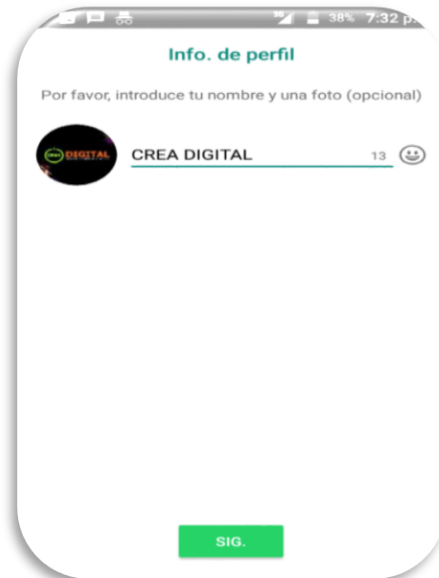 38% 7:32 p.
Info. de perfil
Por favor, introduce tu nombre y una foto (opcional)
DIGITAL
CREA DIGITAL 13
SIG.